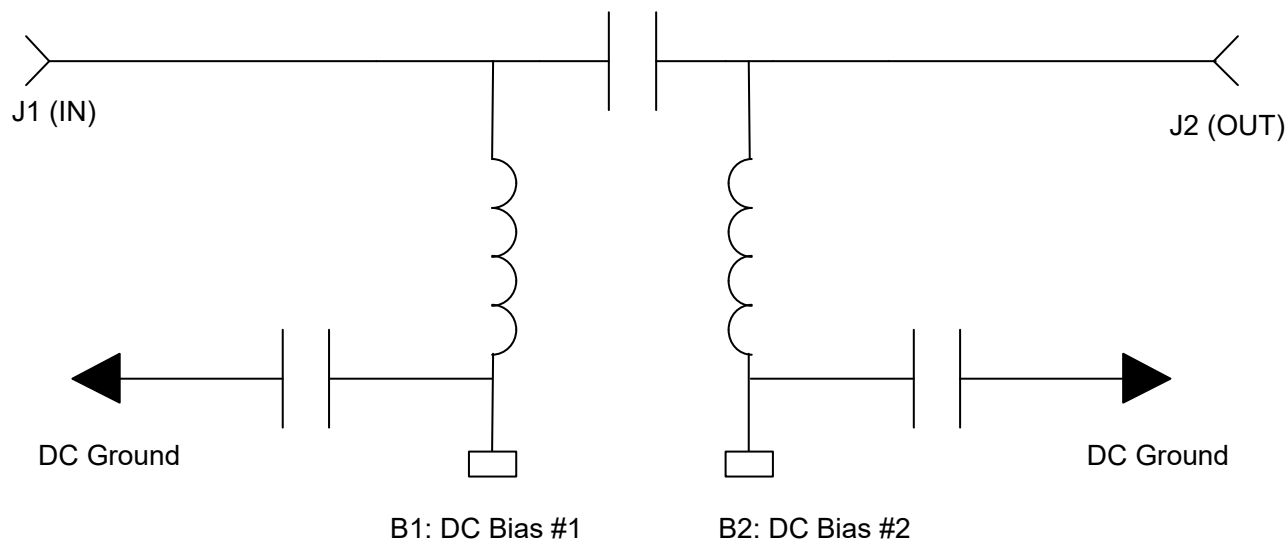 J1 (IN)
J2 (OUT)
DC Ground
DC Ground
B1: DC Bias #1
B2: DC Bias #2